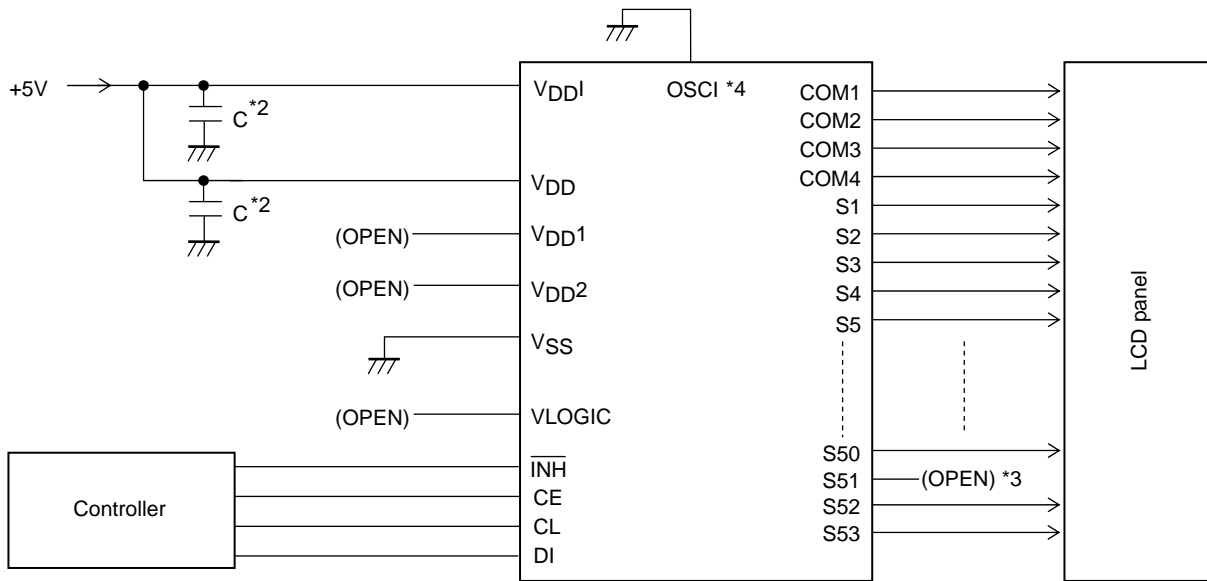 +5V
C*2
C*2
(OPEN)
(OPEN)
(OPEN)
Controller
VDDI
VDD
VDD1
VDD2
VSS
VLOGIC
INH
CE
CL
DI
OSCI *4
COM1
COM2
COM3
COM4
S1
S2
S3
S4
S5
S50
S51
S52
S53
(OPEN) *3
LCD panel